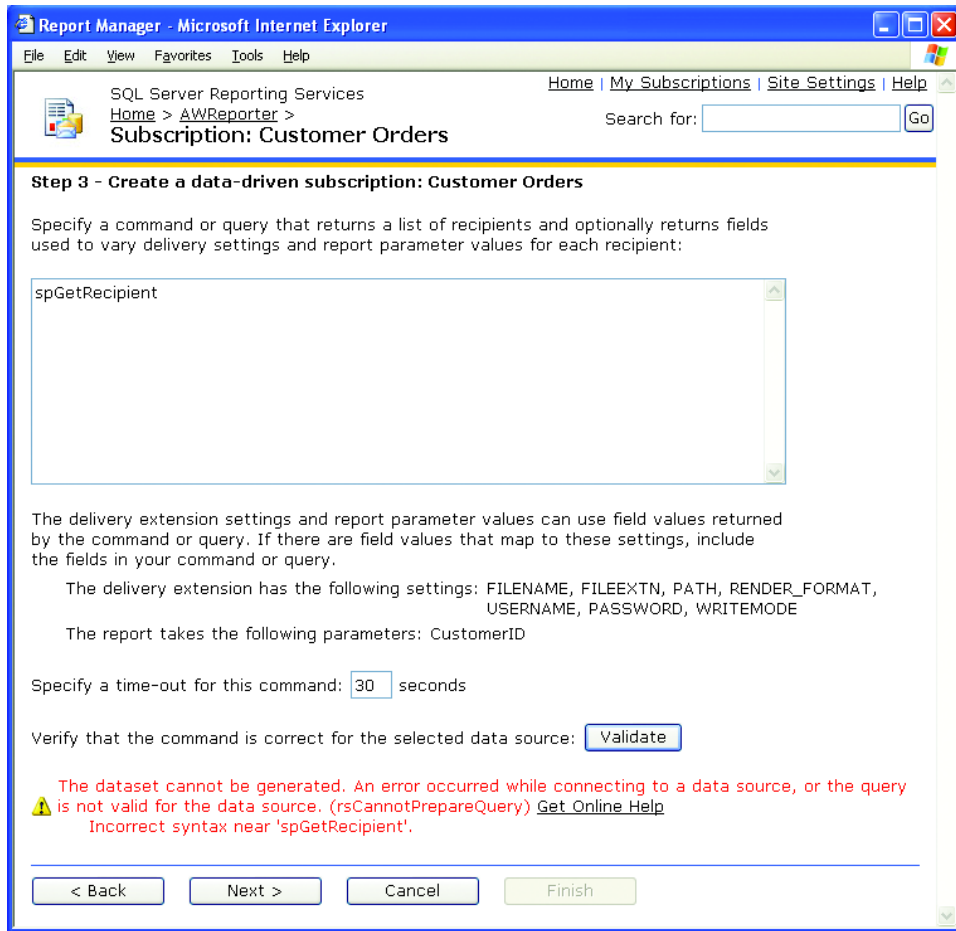 Report Manager - Microsoft Internet Explorer
File Edit View Favorites Tools Help
Home | My Subscriptions | Site Settings | Help
SQL Server Reporting Services
Home > AWReporter >
Subscription: Customer Orders
Search for: Go
Step 3 - Create a data-driven subscription: Customer Orders
Specify a command or query that returns a list of recipients and optionally returns fields
used to vary delivery settings and report parameter values for each recipient:
spGetRecipient
The delivery extension settings and report parameter values can use field values returned
by the command or query. If there are field values that map to these settings, include
the fields in your command or query.
The delivery extension has the following settings: FILENAME, FILEEXTN, PATH, RENDER_FORMAT,
USERNAME, PASSWORD, WRITEMODE
The report takes the following parameters: CustomerID
Specify a time-out for this command: 30 seconds
Verify that the command is correct for the selected data source: Validate
The dataset cannot be generated. An error occurred while connecting to a data source, or the query
is not valid for the data source. (rsCannotPrepareQuery) Get Online Help
Incorrect syntax near 'spGetRecipient'.
< Back Next > Cancel Finish